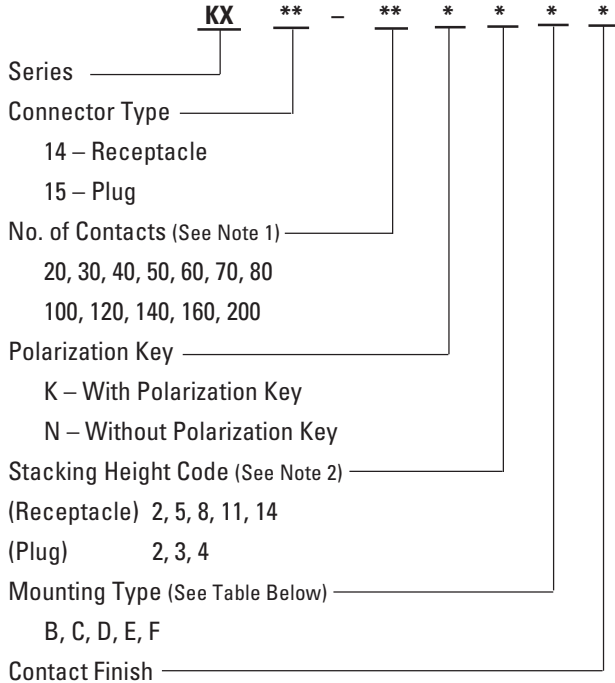 KX ** – ** * * * *
Series
Connector Type
14 – Receptacle
15 – Plug
No. of Contacts (See Note 1)
20, 30, 40, 50, 60, 70, 80
100, 120, 140, 160, 200
Polarization Key
K – With Polarization Key
N – Without Polarization Key
Stacking Height Code (See Note 2)
(Receptacle) 2, 5, 8, 11, 14
(Plug) 2, 3, 4
Mounting Type (See Table Below)
B, C, D, E, F
Contact Finish